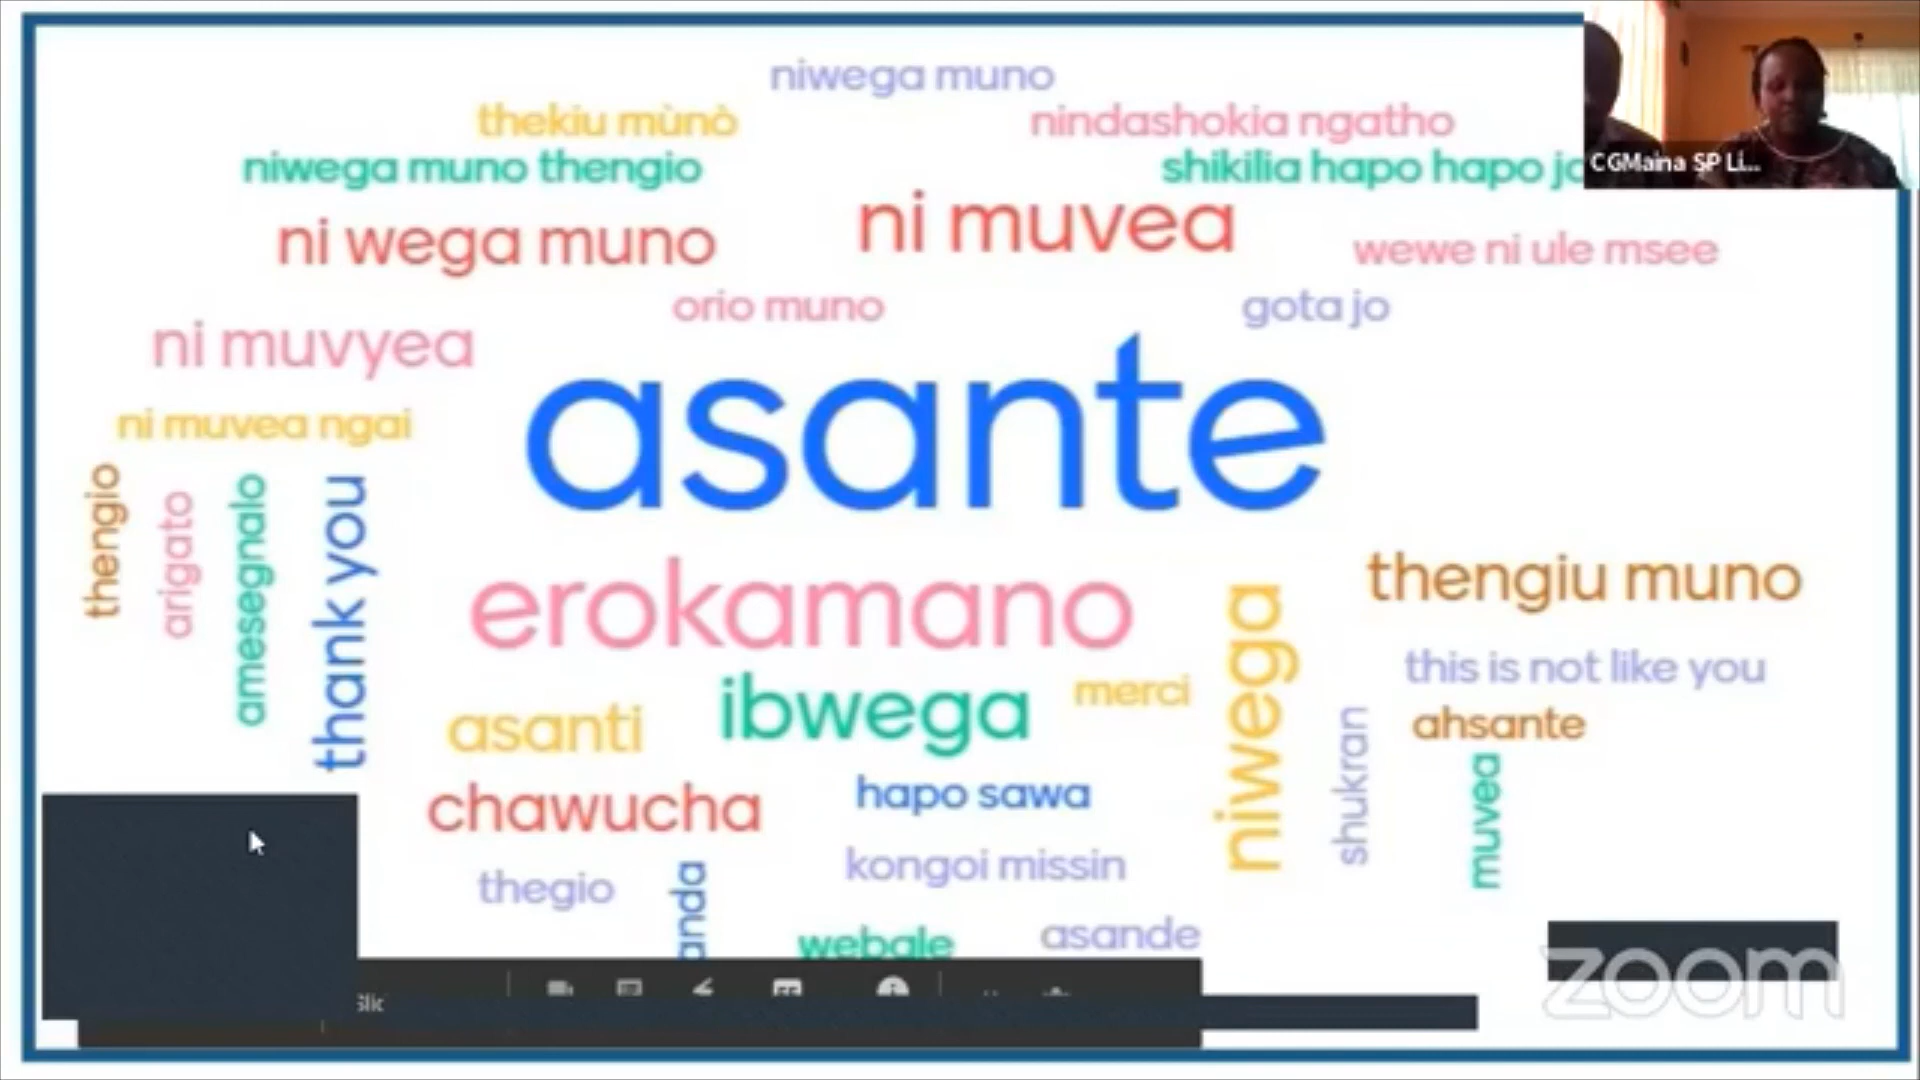 niwega muno
thekiu mùnò
nindashokia ngatho
niwega muno thengio
shikilia hapo hapo jo
CGMaina SP Li...
ni wega muno
ni muvea
wewe ni ule msee
orio muno
gota jo
ni muvyea
asante
ni muvea ngai
thengio
arigato
amesegnalo
thank you
erokamano
thengiu muno
niwega
this is not like you
ibwega
merci
asanti
ahsante
shukran
muvea
chawucha
hapo sawa
kongoi missin
thegio
anda
webale
asande
zoom